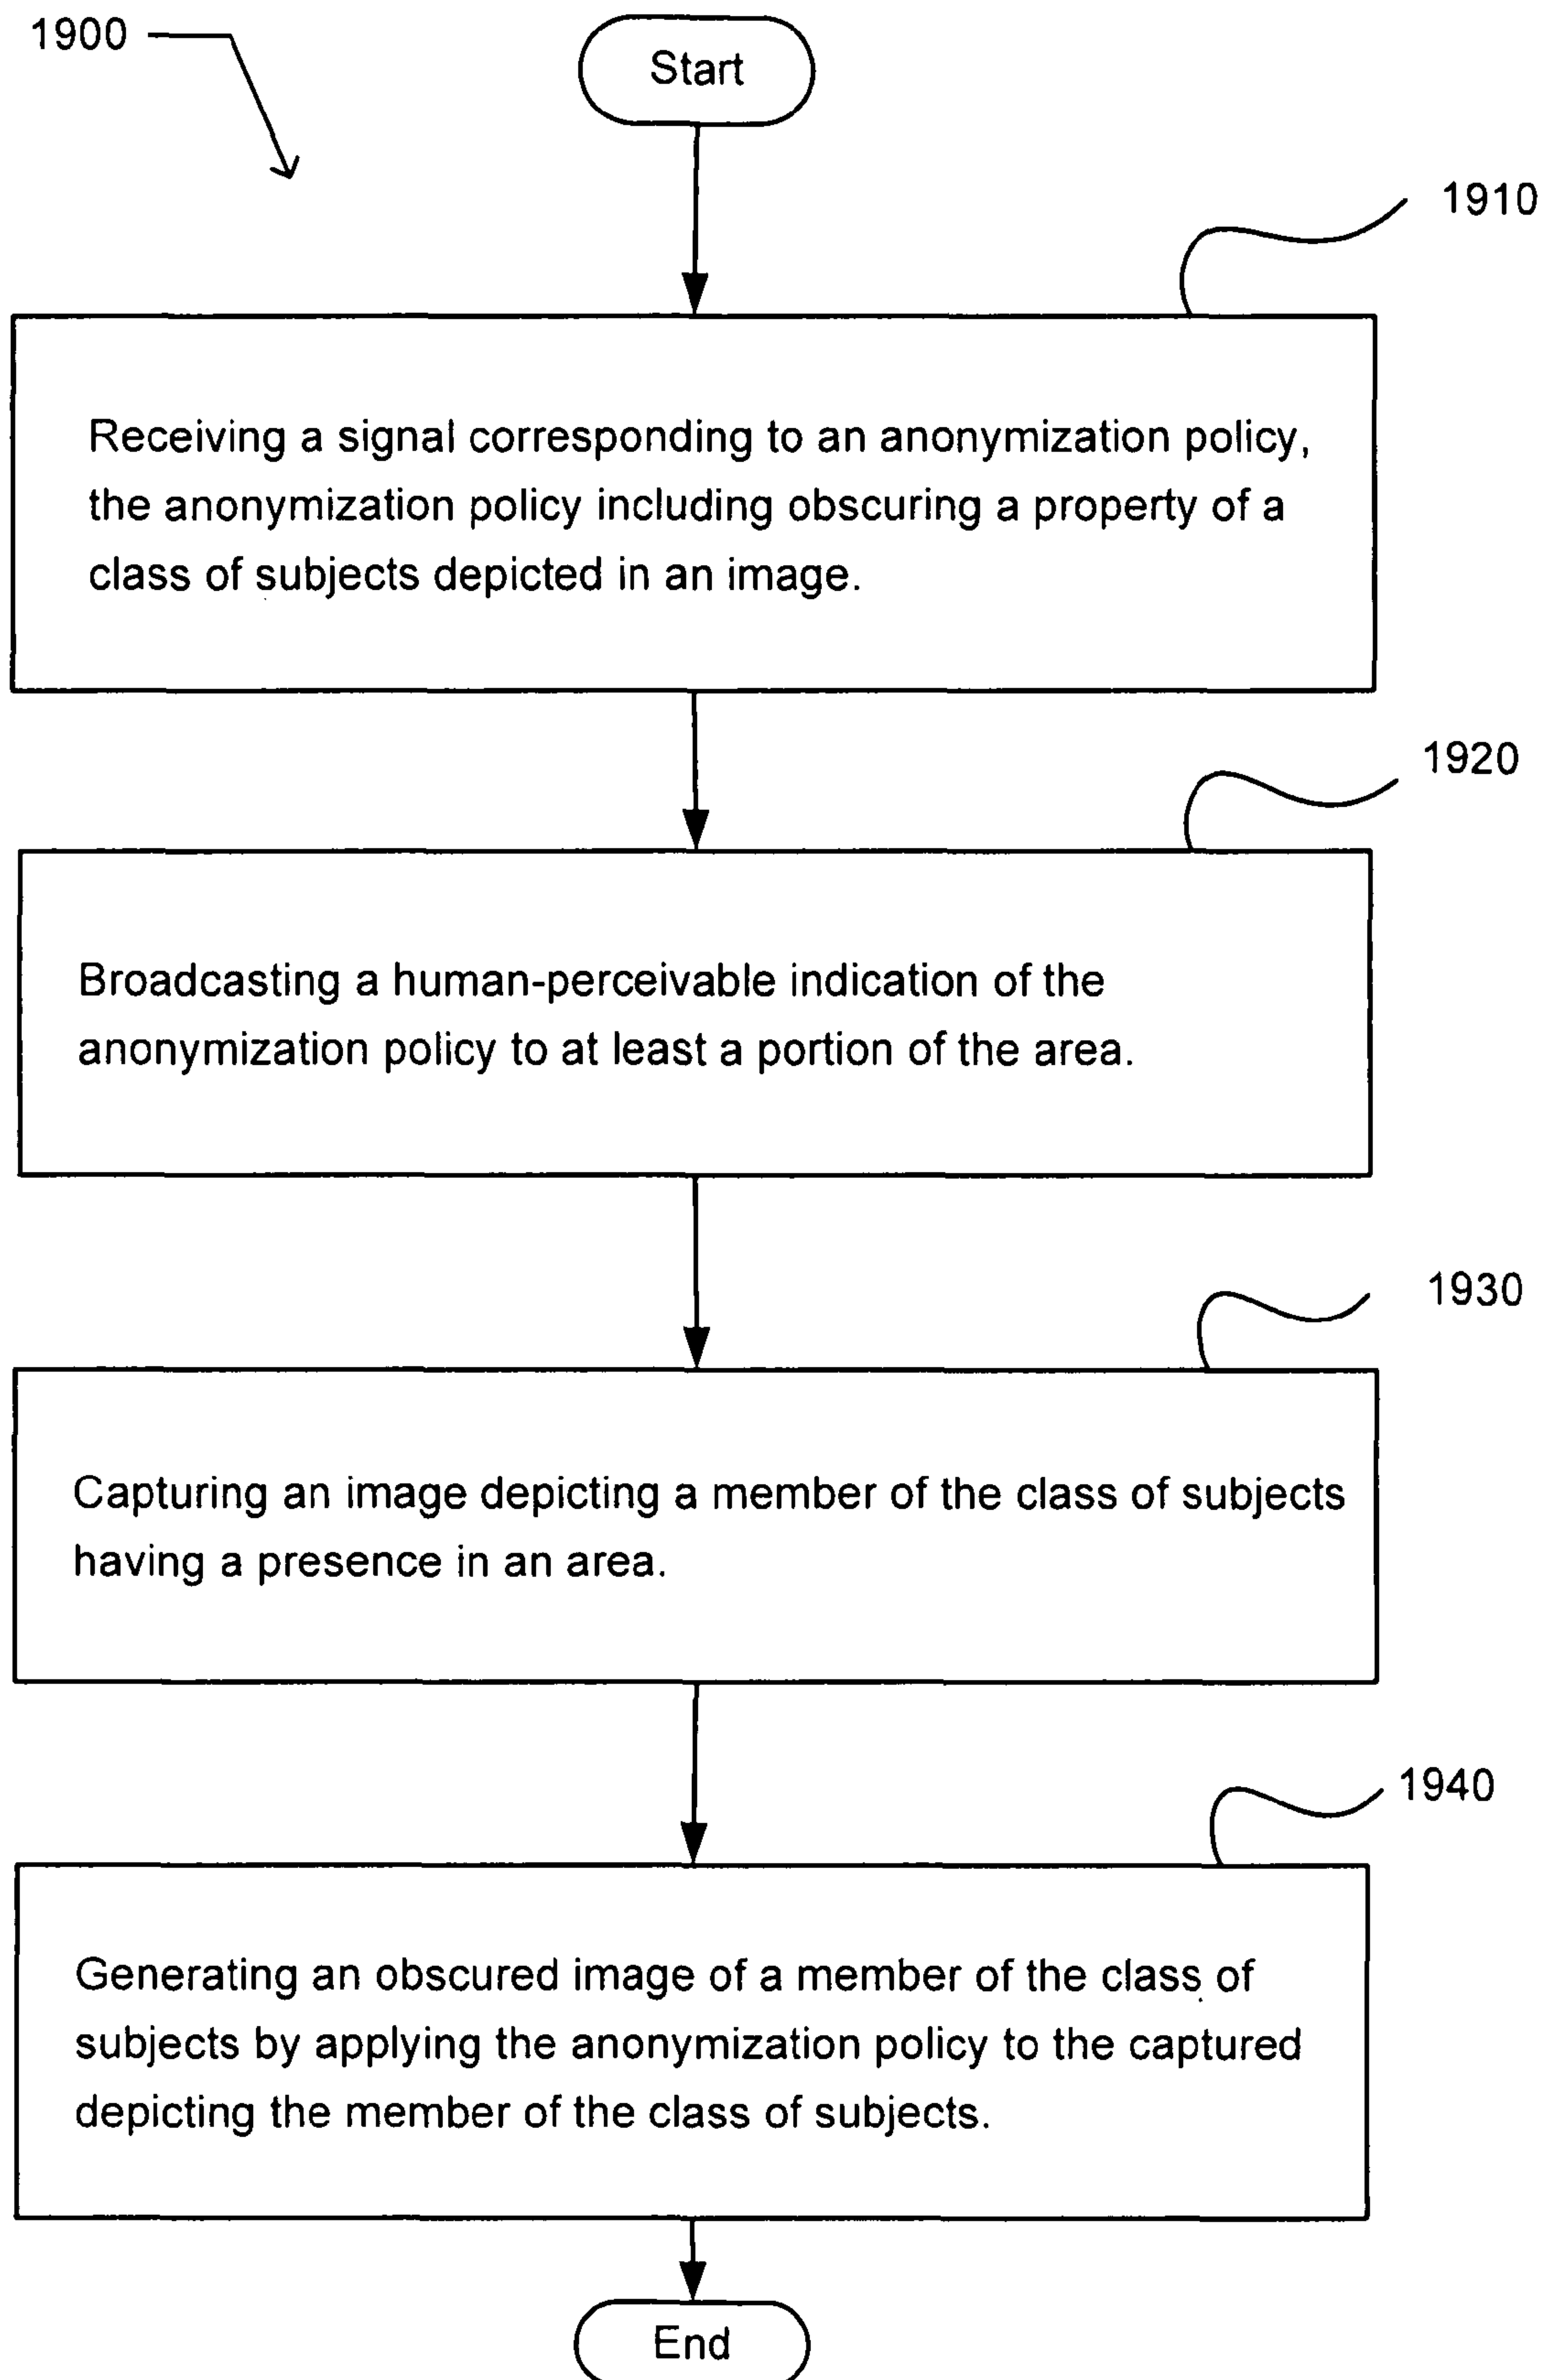 1900
Start
1910
Receiving a signal corresponding to an anonymization policy,
the anonymization policy including obscuring a property of a
class of subjects depicted in an image.
1920
Broadcasting a human-perceivable indication of the
anonymization policy to at least a portion of the area.
1930
Capturing an image depicting a member of the class of subjects
having a presence in an area.
1940
Generating an obscured image of a member of the class of
subjects by applying the anonymization policy to the captured
depicting the member of the class of subjects.
End